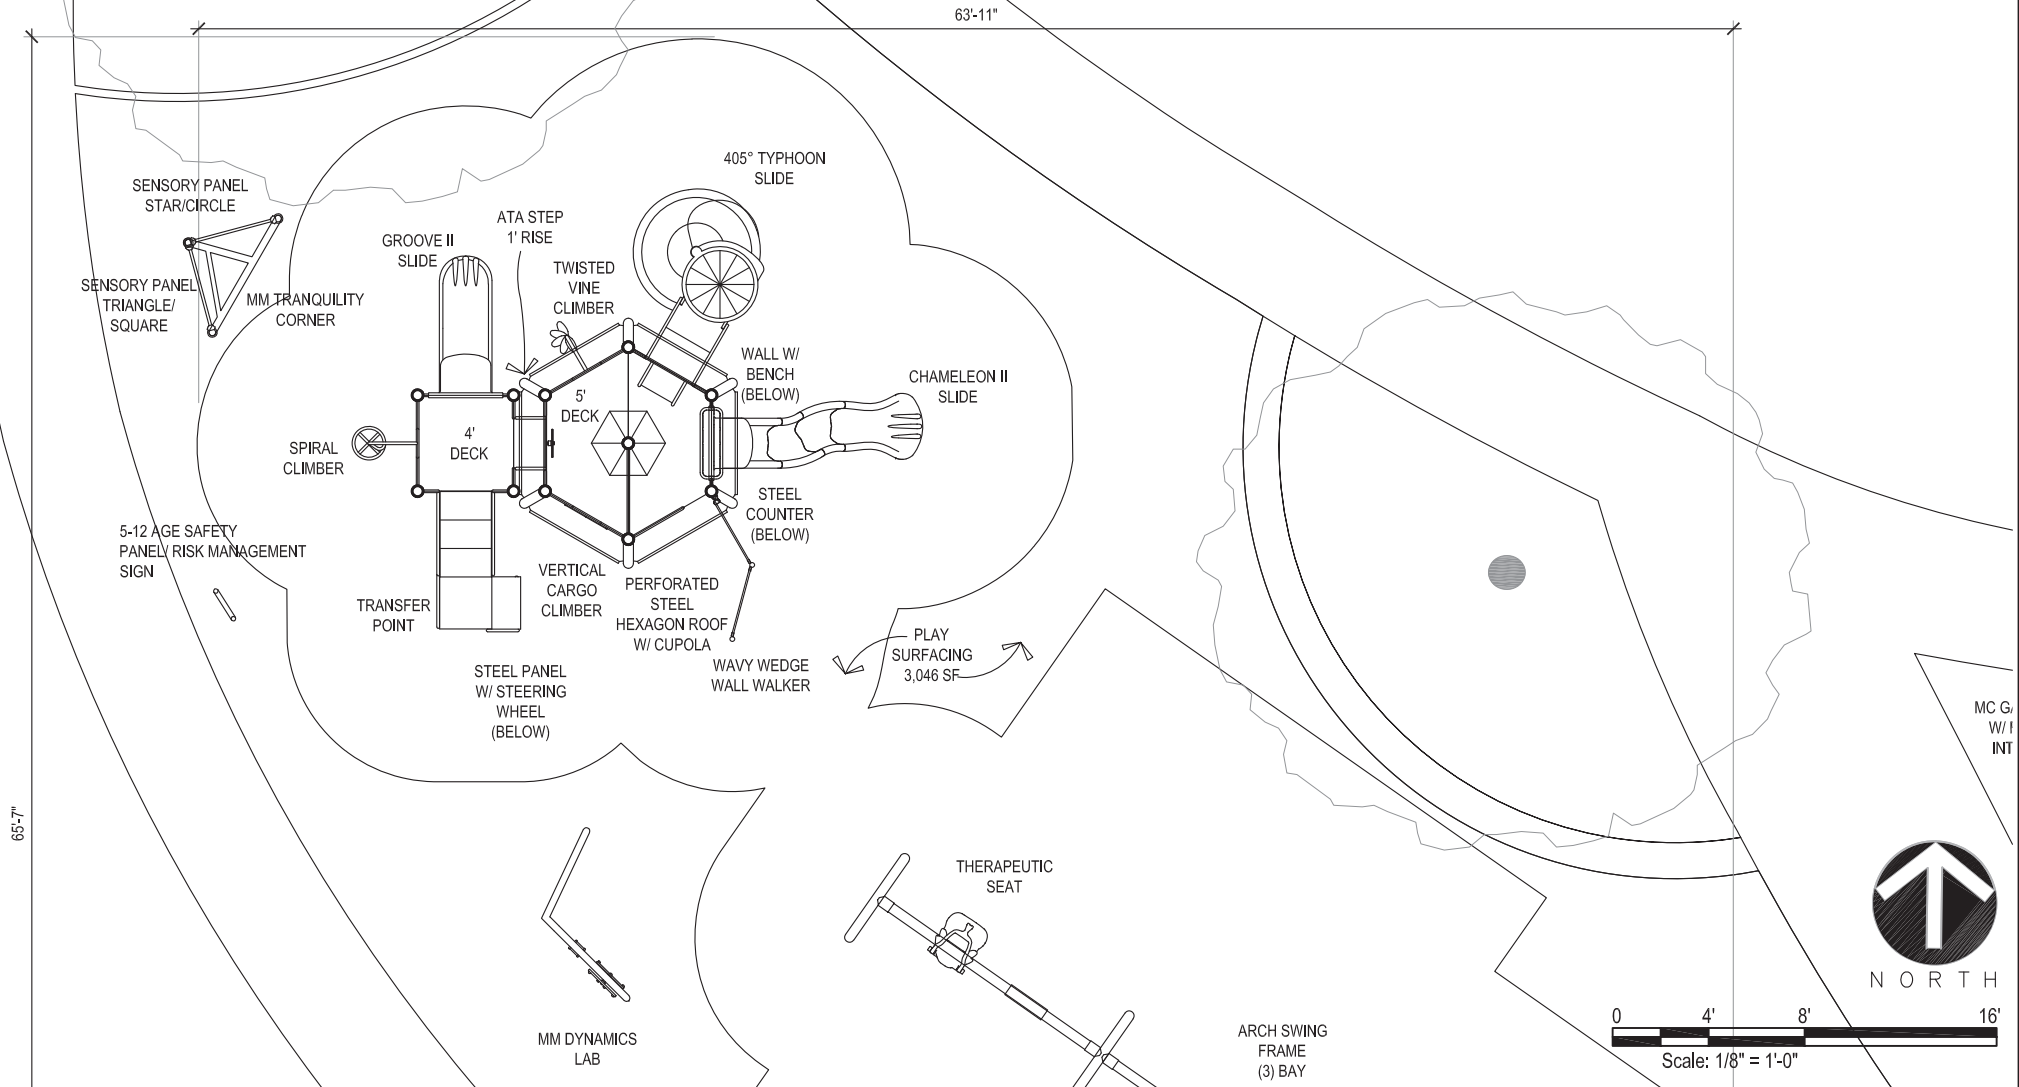 63'-11"
405° TYPHOON
SLIDE
SENSORY PANEL
STAR/CIRCLE
ATA STEP
1' RISE
GROOVE II
SLIDE
TWISTED
VINE
CLIMBER
SENSORY PANEL
TRIANGLE/
SQUARE
MM TRANQUILITY
CORNER
WALL W/
BENCH
(BELOW)
CHAMELEON II
SLIDE
5'
DECK
4'
DECK
SPIRAL
CLIMBER
STEEL
COUNTER
(BELOW)
5-12 AGE SAFETY
PANEL/ RISK MANAGEMENT
SIGN
VERTICAL
CARGO
CLIMBER
PERFORATED
STEEL
HEXAGON ROOF
W/ CUPOLA
TRANSFER
POINT
PLAY
SURFACING
3,046 SF
WAVY WEDGE
WALL WALKER
STEEL PANEL
W/ STEERING
WHEEL
(BELOW)
MC
W/
INT
65'-7"
THERAPEUTIC
SEAT
MM DYNAMICS
LAB
ARCH SWING
FRAME
(3) BAY
NORTH
0 4' 8' 16'
Scale: 1/8" = 1'-0"